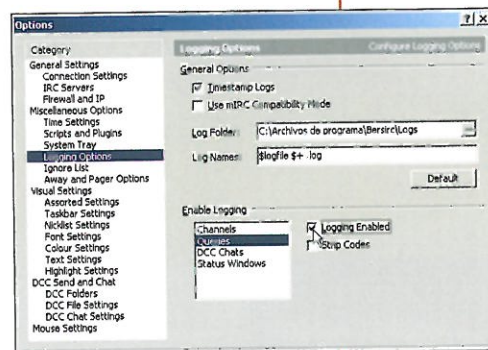 Options
Category
General Settings
Connection Settings
IRC Servers
Firewall and IP
Miscellaneous Options
Time Settings
Scripts and Plugins
System Tray
Logging Options
Ignore List
Away and Pager Options
Visual Settings
Assorted Settings
Taskbar Settings
Nicklist Settings
Font Settings
Colour Settings
Text Settings
Highlight Settings
DCC Send and Chat
DCC Folders
DCC File Settings
DCC Chat Settings
Mouse Settings
Logging Options
Configure Logging Options
General Options
Timestamp Logs
Use mIRC Compatibility Mode
Log Folder:
C:\Archivos de programa\Bersirc\Logs
Log Names:
$logfile $+ .log
Default
Enable Logging
Channels
Queries
DCC Chats
Status Windows
Logging Enabled
Strip Codes